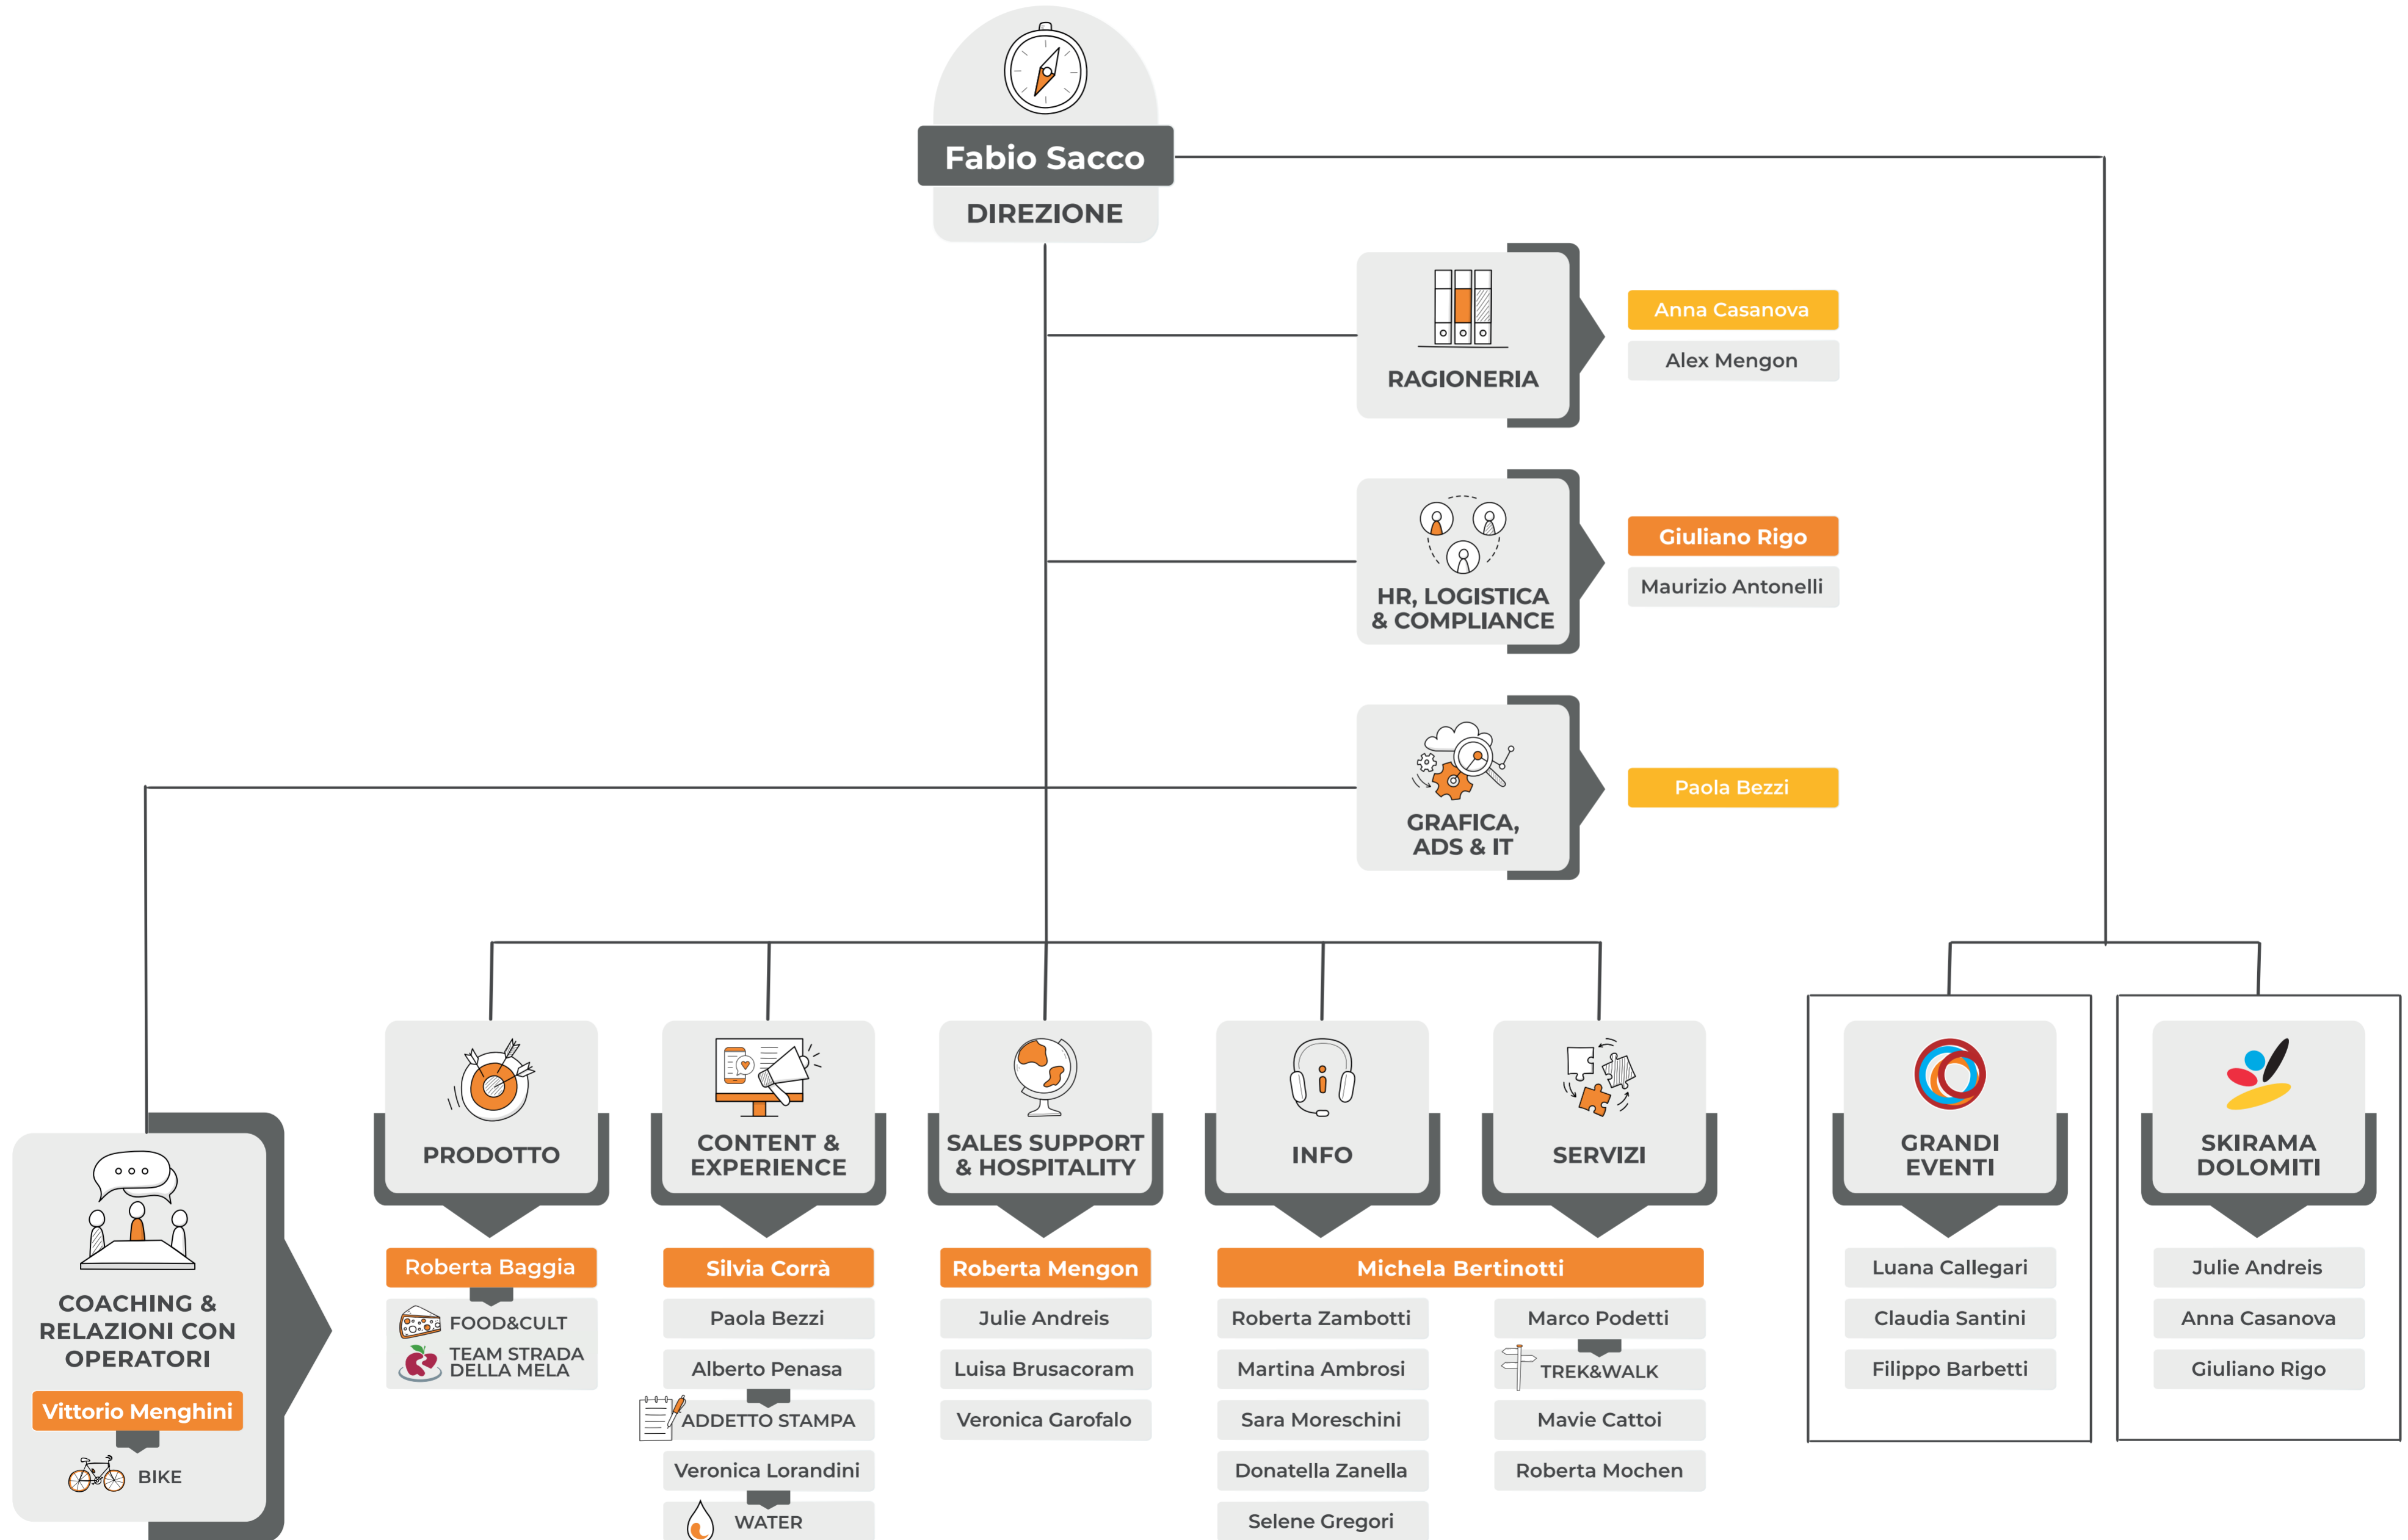 Fabio Sacco
DIREZIONE
RAGIONERIA
Anna Casanova
Alex Mengon
HR, LOGISTICA
& COMPLIANCE
Giuliano Rigo
Maurizio Antonelli
GRAFICA,
ADS & IT
Paola Bezzi
COACHING &
RELAZIONI CON
OPERATORI
Vittorio Menghini
BIKE
PRODOTTO
Roberta Baggia
FOOD&CULT
TEAM STRADA
DELLA MELA
CONTENT &
EXPERIENCE
Silvia Corrà
Paola Bezzi
Alberto Penasa
ADDETTO STAMPA
Veronica Lorandini
WATER
SALES SUPPORT
& HOSPITALITY
Roberta Mengon
Julie Andreis
Luisa Brusacoram
Veronica Garofalo
INFO
SERVIZI
Michela Bertinotti
Roberta Zambotti
Martina Ambrosi
Sara Moreschini
Donatella Zanella
Selene Gregori
Marco Podetti
TREK&WALK
Mavie Cattoi
Roberta Mochen
GRANDI
EVENTI
Luana Callegari
Claudia Santini
Filippo Barbetti
SKIRAMA
DOLOMITI
Julie Andreis
Anna Casanova
Giuliano Rigo